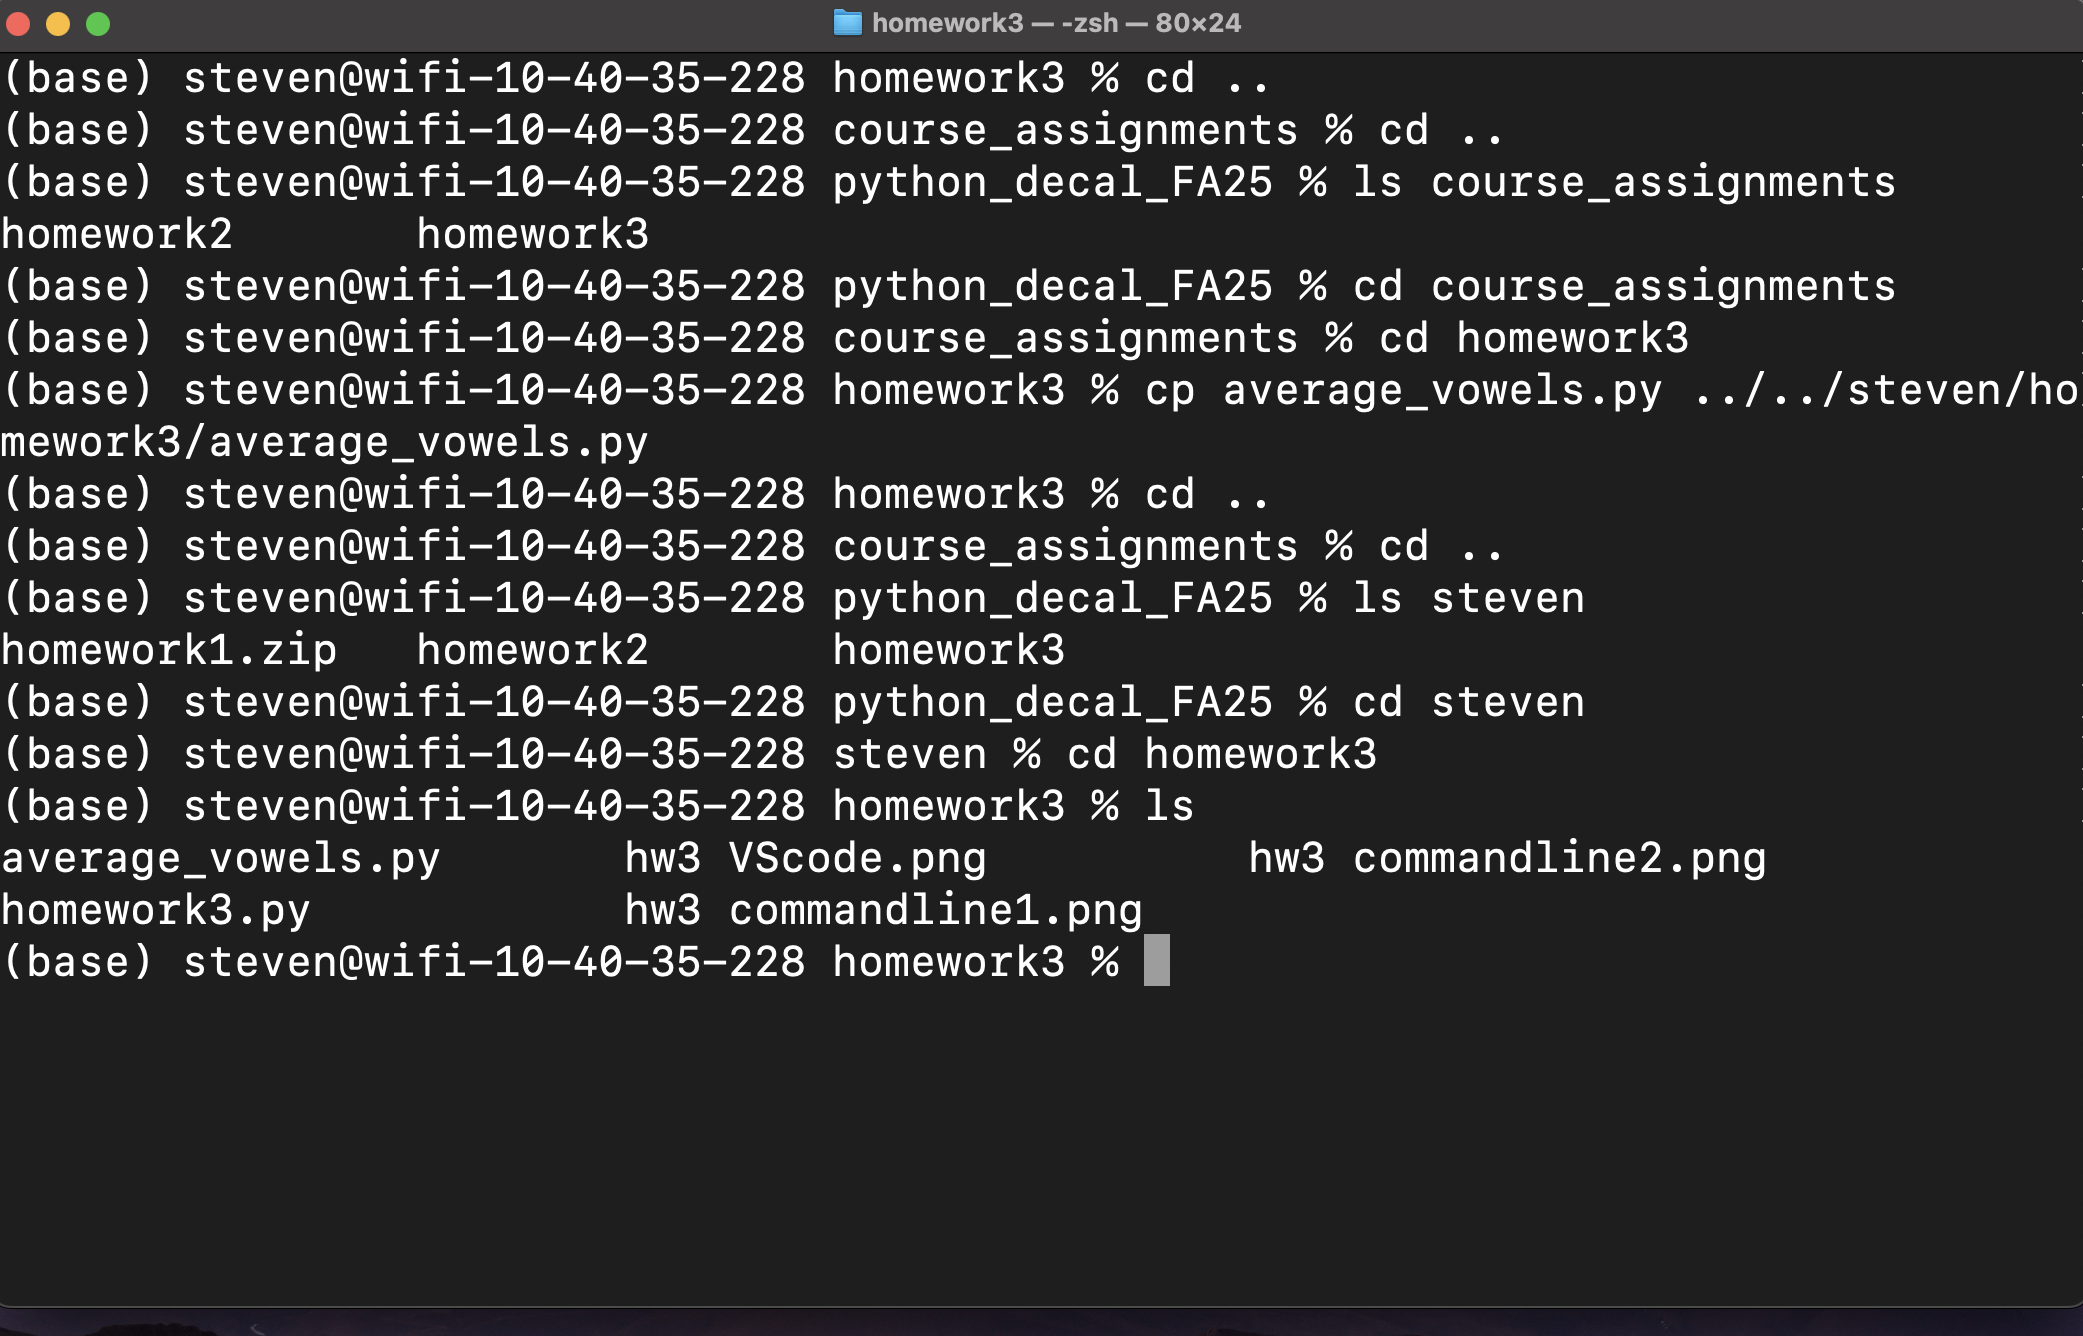 homework3 — -zsh — 80×24
(base) steven@wifi-10-40-35-228 homework3 % cd ..
(base) steven@wifi-10-40-35-228 course_assignments % cd ..
(base) steven@wifi-10-40-35-228 python_decal_FA25 % ls course_assignments
homework2       homework3
(base) steven@wifi-10-40-35-228 python_decal_FA25 % cd course_assignments
(base) steven@wifi-10-40-35-228 course_assignments % cd homework3
(base) steven@wifi-10-40-35-228 homework3 % cp average_vowels.py ../../steven/ho
mework3/average_vowels.py
(base) steven@wifi-10-40-35-228 homework3 % cd ..
(base) steven@wifi-10-40-35-228 course_assignments % cd ..
(base) steven@wifi-10-40-35-228 python_decal_FA25 % ls steven
homework1.zip   homework2       homework3
(base) steven@wifi-10-40-35-228 python_decal_FA25 % cd steven
(base) steven@wifi-10-40-35-228 steven % cd homework3
(base) steven@wifi-10-40-35-228 homework3 % ls
average_vowels.py       hw3 VScode.png          hw3 commandline2.png
homework3.py            hw3 commandline1.png
(base) steven@wifi-10-40-35-228 homework3 %